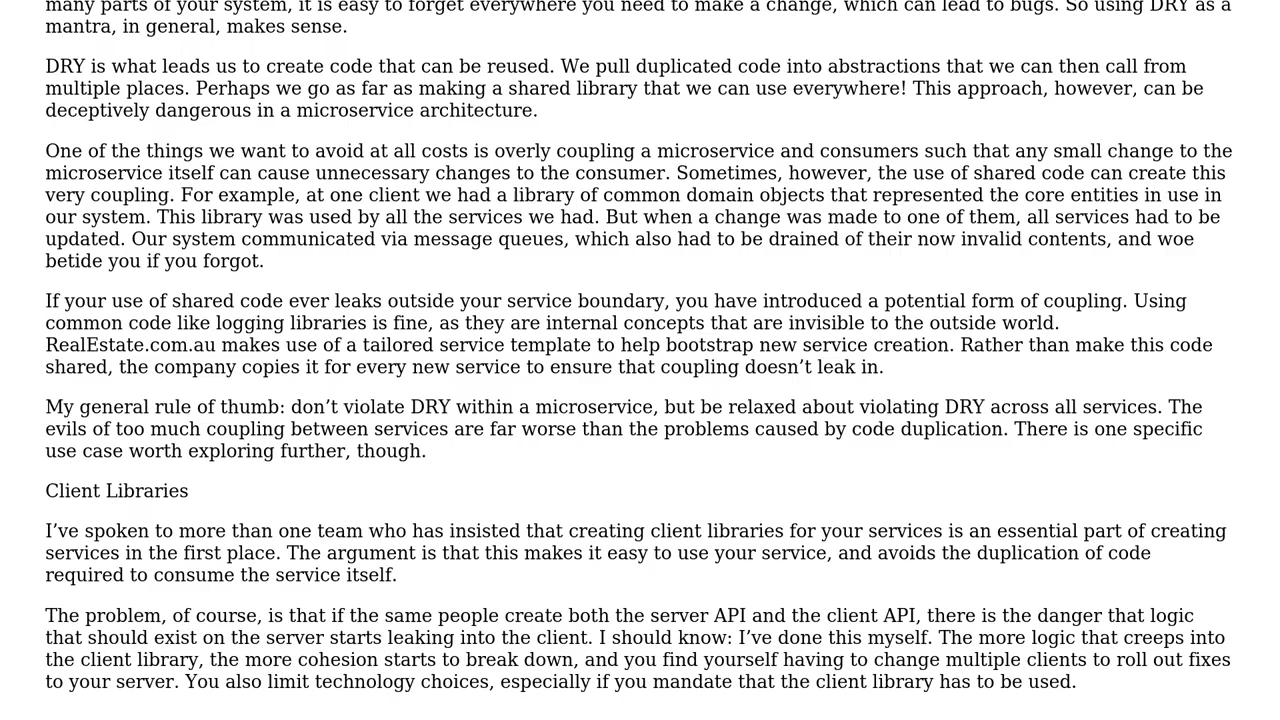 many parts of your system, it is easy to forget everywhere you need to make a change, which can lead to bugs. So using DRY as a
mantra, in general, makes sense.
DRY is what leads us to create code that can be reused. We pull duplicated code into abstractions that we can then call from
multiple places. Perhaps we go as far as making a shared library that we can use everywhere! This approach, however, can be
deceptively dangerous in a microservice architecture.
One of the things we want to avoid at all costs is overly coupling a microservice and consumers such that any small change to the
microservice itself can cause unnecessary changes to the consumer. Sometimes, however, the use of shared code can create this
very coupling. For example, at one client we had a library of common domain objects that represented the core entities in use in
our system. This library was used by all the services we had. But when a change was made to one of them, all services had to be
updated. Our system communicated via message queues, which also had to be drained of their now invalid contents, and woe
betide you if you forgot.
If your use of shared code ever leaks outside your service boundary, you have introduced a potential form of coupling. Using
common code like logging libraries is fine, as they are internal concepts that are invisible to the outside world.
RealEstate.com.au makes use of a tailored service template to help bootstrap new service creation. Rather than make this code
shared, the company copies it for every new service to ensure that coupling doesn’t leak in.
My general rule of thumb: don’t violate DRY within a microservice, but be relaxed about violating DRY across all services. The
evils of too much coupling between services are far worse than the problems caused by code duplication. There is one specific
use case worth exploring further, though.
Client Libraries
I’ve spoken to more than one team who has insisted that creating client libraries for your services is an essential part of creating
services in the first place. The argument is that this makes it easy to use your service, and avoids the duplication of code
required to consume the service itself.
The problem, of course, is that if the same people create both the server API and the client API, there is the danger that logic
that should exist on the server starts leaking into the client. I should know: I’ve done this myself. The more logic that creeps into
the client library, the more cohesion starts to break down, and you find yourself having to change multiple clients to roll out fixes
to your server. You also limit technology choices, especially if you mandate that the client library has to be used.